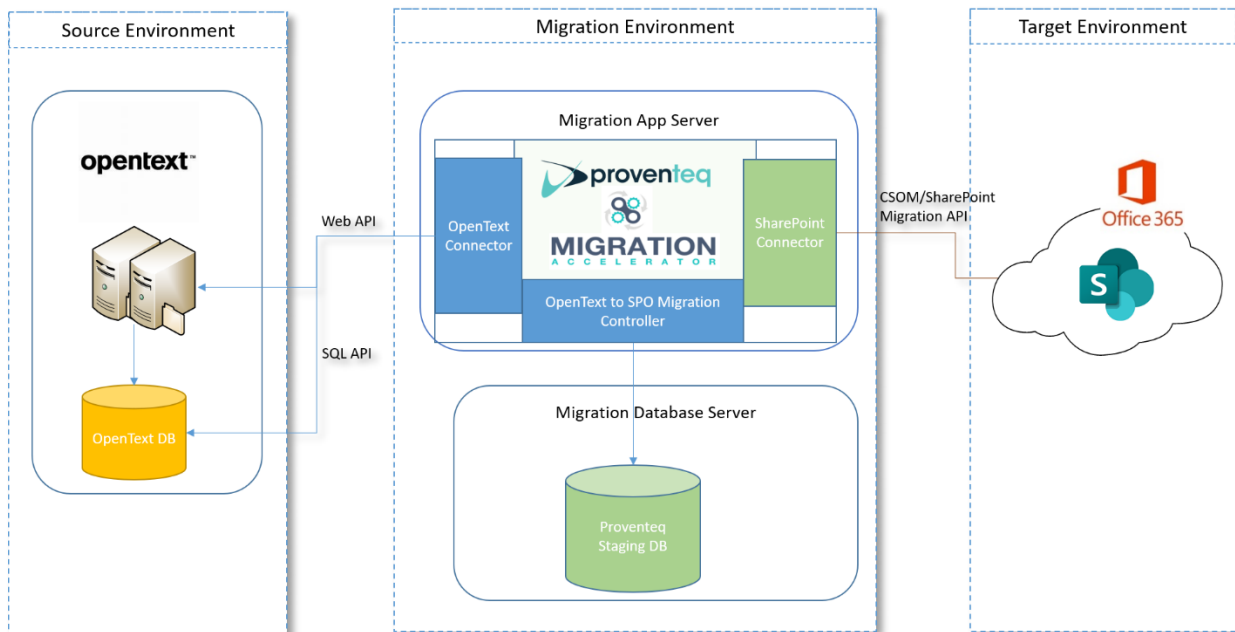 Source Environment
Migration Environment
Target Environment
opentext™
Web API
SQL API
OpenText DB
Migration App Server
proventeq
MIGRATION
ACCELERATOR
OpenText
Connector
SharePoint
Connector
OpenText to SPO Migration
Controller
Migration Database Server
Proventeq
Staging DB
CSOM/SharePoint
Migration API
Office 365
S